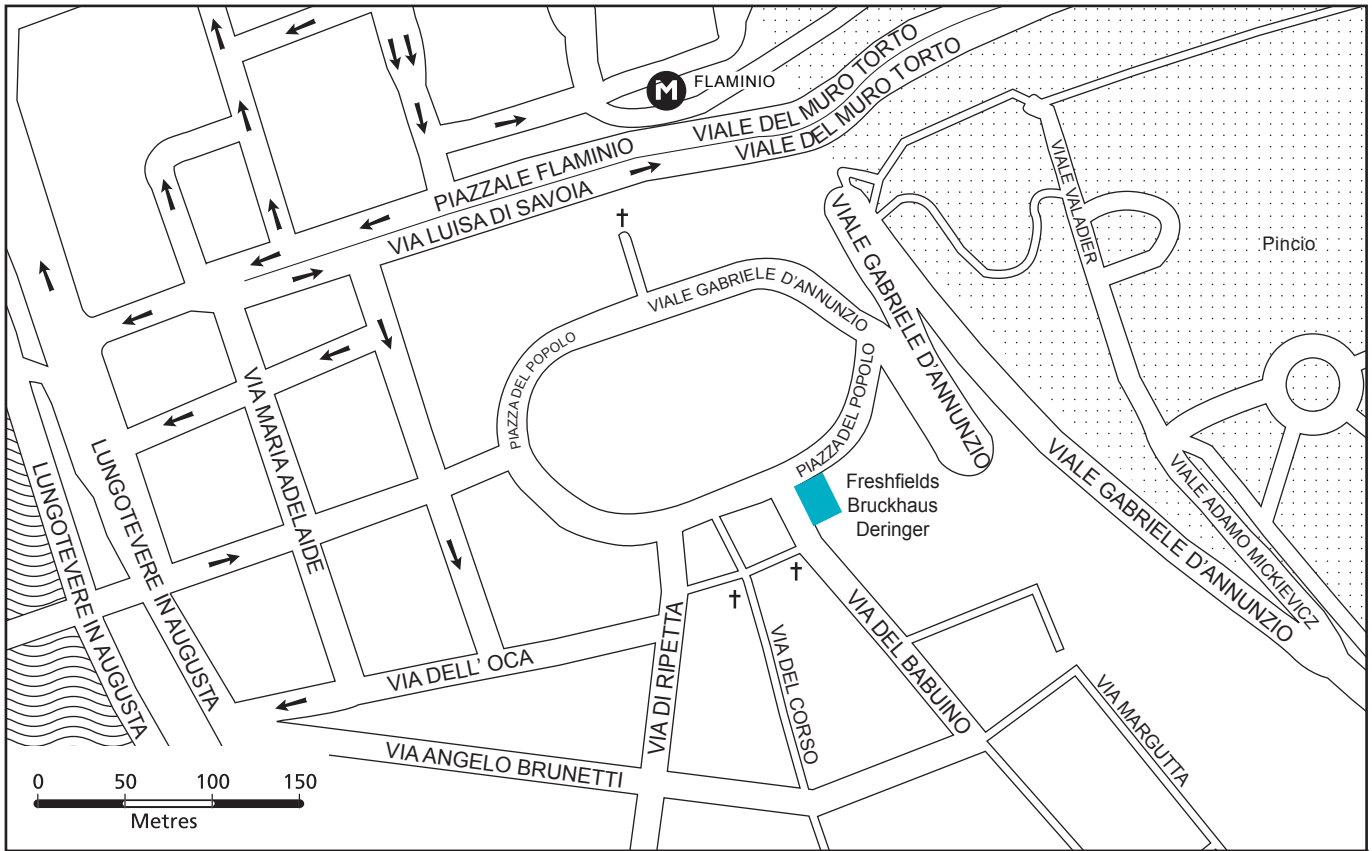 M
FLAMINIO
VIALE DEL MURO TORTO
VIALE DEL MURO TORTO
PIAZZALE FLAMINIO
VIA LUISA DI SAVOIA
VIALE VALADIER
Pincio
VIALE GABRIELE D'ANNUNZIO
VIALE GABRIELE D'ANNUNZIO
PIAZZA DEL POPOLO
PIAZZA DEL POPOLO
VIA MARIA ADELAIDE
LUNGOTEVERE IN AUGUSTA
LUNGOTEVERE IN AUGUSTA
Freshfields
Bruckhaus
Deringer
VIALE GABRIELE D'ANNUNZIO
VIALE ADAMO MICKIEVICZ
VIA DELL' OCA
VIA DI RIPETTA
VIA DEL CORSO
VIA DEL BABUINO
VIA MARGUTTA
VIA ANGELO BRUNETTI
0 50 100 150
Metres